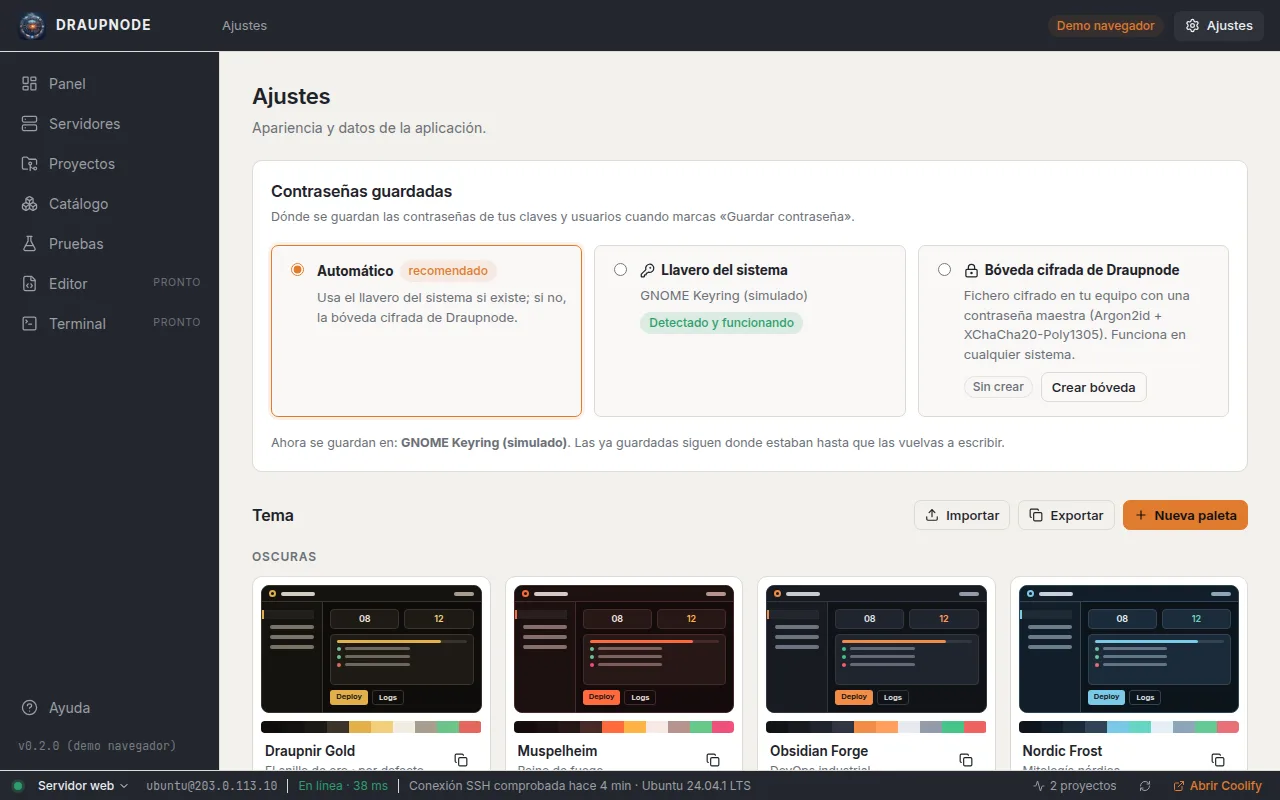 DRAUPNODE
Ajustes
Demo navegador
Ajustes
Panel
Servidores
Proyectos
Catálogo
Pruebas
Editor PRONTO
Terminal PRONTO
Ayuda
v0.2.0 (demo navegador)
Ajustes
Apariencia y datos de la aplicación.
Contraseñas guardadas
Dónde se guardan las contraseñas de tus claves y usuarios cuando marcas «Guardar contraseña».
Automático recomendado
Usa el llavero del sistema si existe; si no,
la bóveda cifrada de Draupnode.
Llavero del sistema
GNOME Keyring (simulado)
Detectado y funcionando
Bóveda cifrada de Draupnode
Fichero cifrado en tu equipo con una
contraseña maestra (Argon2id +
XChaCha20-Poly1305). Funciona en
cualquier sistema.
Sin crear Crear bóveda
Ahora se guardan en: GNOME Keyring (simulado). Las ya guardadas siguen donde estaban hasta que las vuelvas a escribir.
Tema
Importar Exportar Nueva paleta
OSCURAS
08 12
Deploy Logs
Draupnir Gold
08 12
Deploy Logs
Muspelheim
08 12
Deploy Logs
Obsidian Forge
08 12
Deploy Logs
Nordic Frost
Servidor web ubuntu@203.0.113.10 En línea · 38 ms Conexión SSH comprobada hace 4 min · Ubuntu 24.04.1 LTS 2 proyectos Abrir Coolify